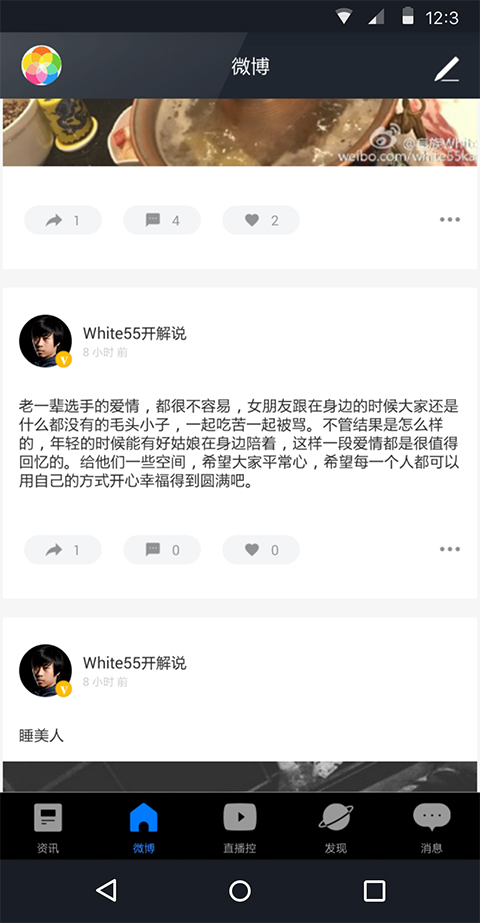 12:3
微博
weibo.com/white55kai
1
4
2
White55开解说
8 小时 前
老一辈选手的爱情，都很不容易，女朋友跟在身边的时候大家还是
什么都没有的毛头小子，一起吃苦一起被骂。不管结果是怎么样
的，年轻的时候能有好姑娘在身边陪着，这样一段爱情都是很值得
回忆的。给他们一些空间，希望大家平常心，希望每一个人都可以
用自己的方式开心幸福得到圆满吧。
1
0
0
White55开解说
8 小时 前
睡美人
资讯
微博
直播控
发现
消息